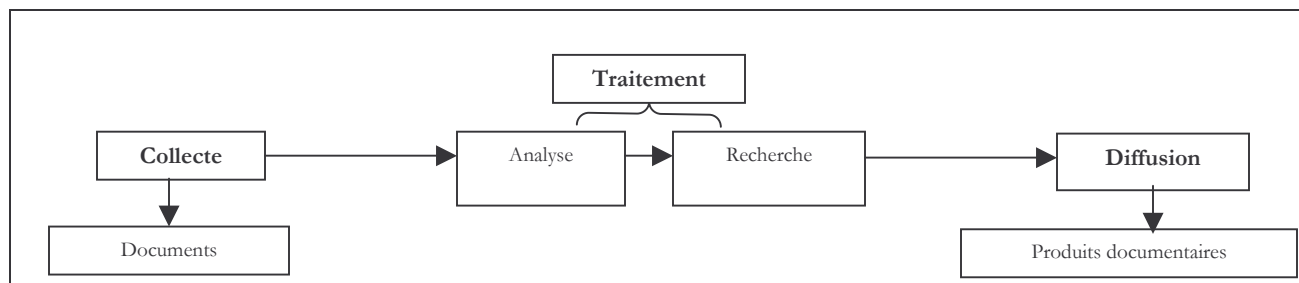 Traitement
Collecte
Analyse
Recherche
Diffusion
Documents
Produits documentaires